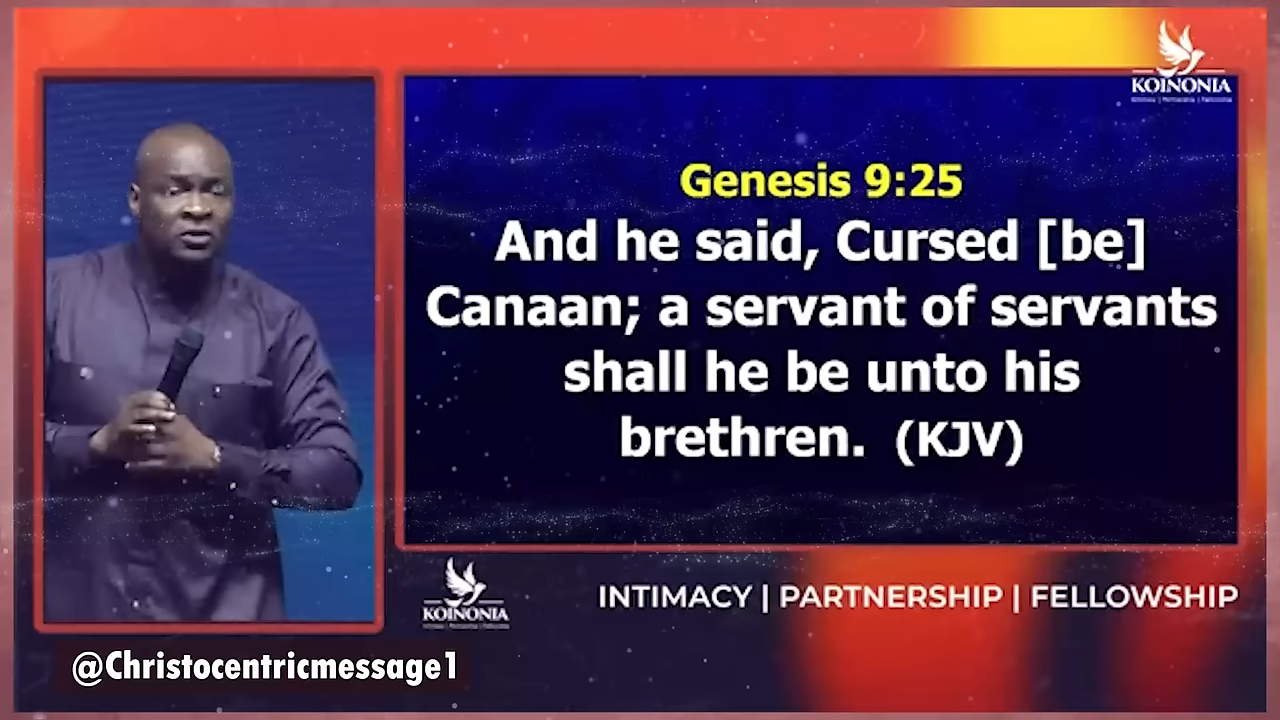 KOINONIA
Genesis 9:25
And he said, Cursed [be]
Canaan; a servant of servants
shall he be unto his
brethren. (KJV)
KOINONIA
INTIMACY | PARTNERSHIP | FELLOWSHIP
@Christocentricmessage1